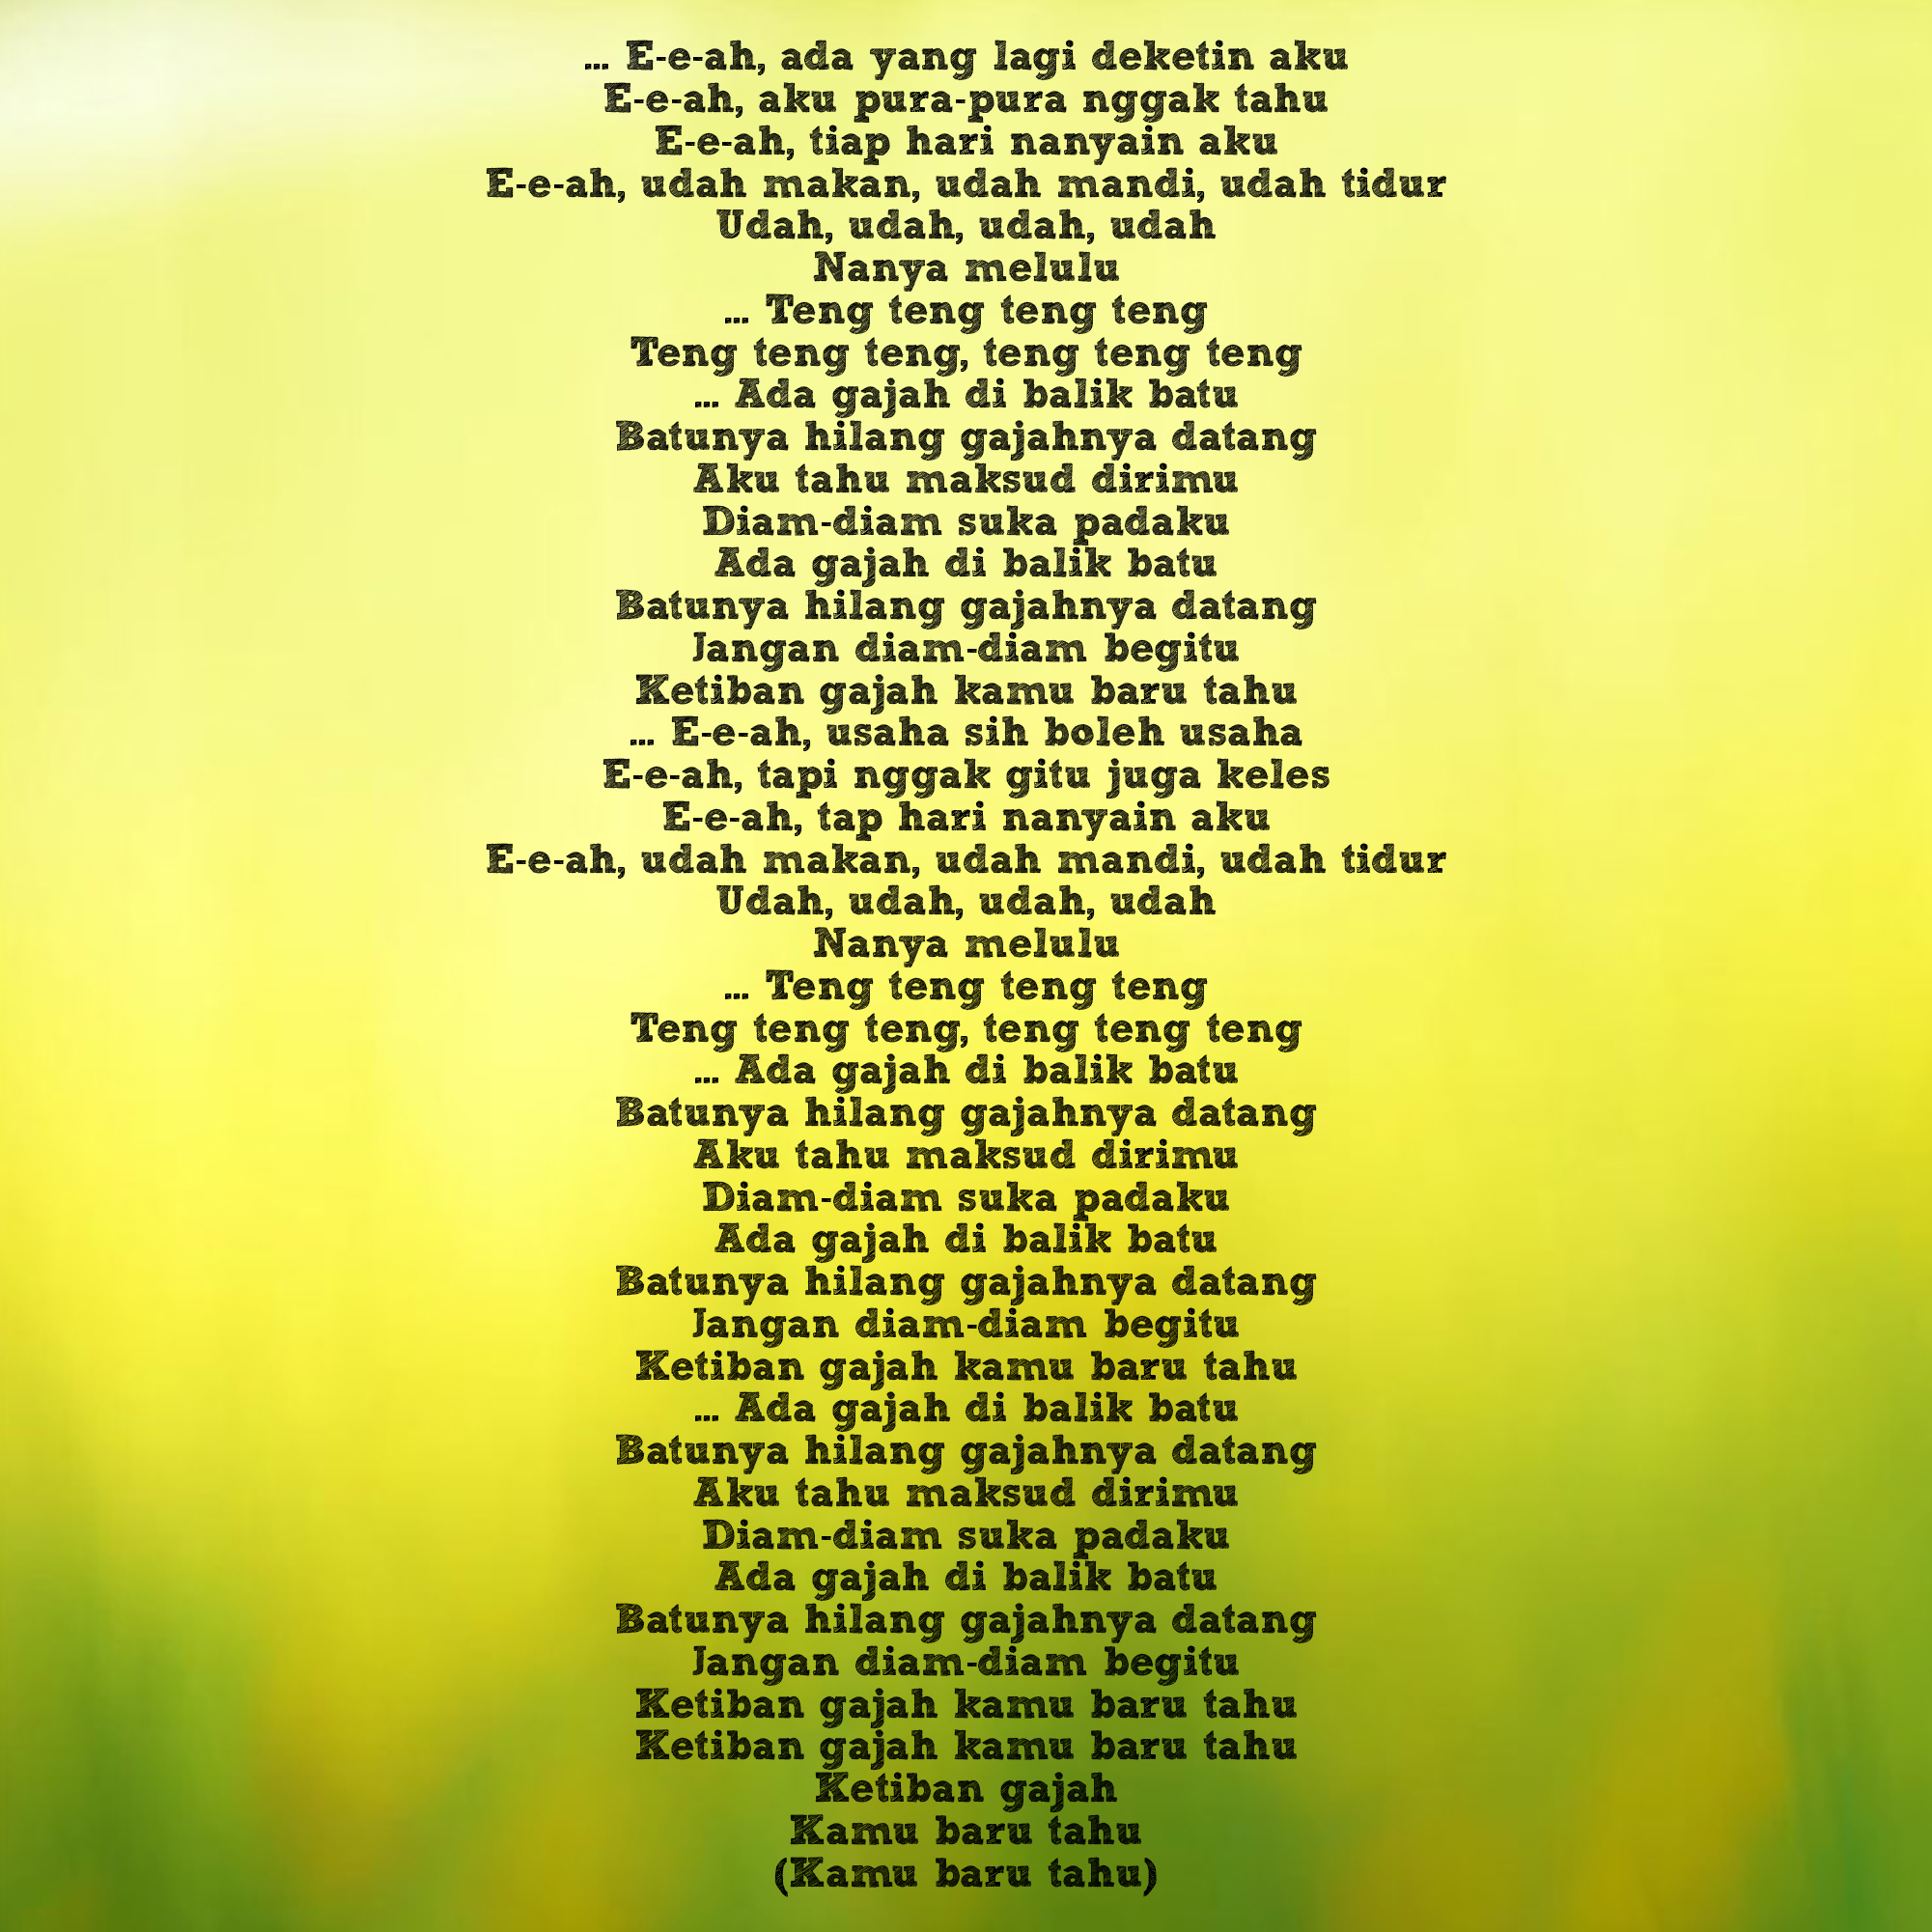 ... E-e-ah, ada yang lagi deketin aku
E-e-ah, aku pura-pura nggak tahu
E-e-ah, tiap hari nanyain aku
E-e-ah, udah makan, udah mandi, udah tidur
Udah, udah, udah, udah
Nanya melulu
... Teng teng teng teng
Teng teng teng, teng teng teng
... Ada gajah di balik batu
Batunya hilang gajahnya datang
Aku tahu maksud dirimu
Diam-diam suka padaku
Ada gajah di balik batu
Batunya hilang gajahnya datang
Jangan diam-diam begitu
Ketiban gajah kamu baru tahu
... E-e-ah, usaha sih boleh usaha
E-e-ah, tapi nggak gitu juga keles
E-e-ah, tap hari nanyain aku
E-e-ah, udah makan, udah mandi, udah tidur
Udah, udah, udah, udah
Nanya melulu
... Teng teng teng teng
Teng teng teng, teng teng teng
... Ada gajah di balik batu
Batunya hilang gajahnya datang
Aku tahu maksud dirimu
Diam-diam suka padaku
Ada gajah di balik batu
Batunya hilang gajahnya datang
Jangan diam-diam begitu
Ketiban gajah kamu baru tahu
... Ada gajah di balik batu
Batunya hilang gajahnya datang
Aku tahu maksud dirimu
Diam-diam suka padaku
Ada gajah di balik batu
Batunya hilang gajahnya datang
Jangan diam-diam begitu
Ketiban gajah kamu baru tahu
Ketiban gajah kamu baru tahu
Ketiban gajah
Kamu baru tahu
(Kamu baru tahu)